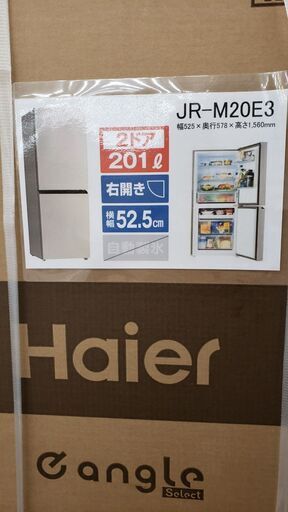 JR-M20E3
幅525×奥行578×高さ1,560mm
2ドア
201ℓ
右開き
横幅 52.5cm
自動製氷
Haier
angle
Select